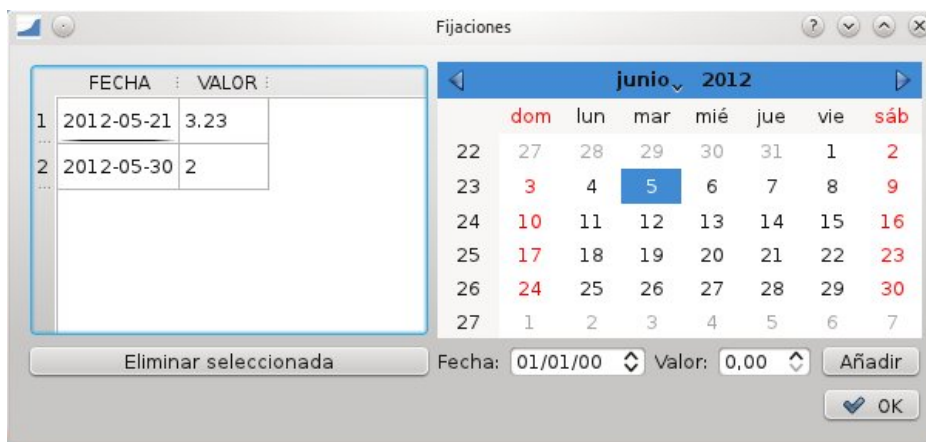 Fijaciones
FECHA VALOR
1 2012-05-21 3.23
2 2012-05-30 2
Eliminar seleccionada
junio 2012
dom lun mar mié jue vie sáb
22 27 28 29 30 31 1 2
23 3 4 5 6 7 8 9
24 10 11 12 13 14 15 16
25 17 18 19 20 21 22 23
26 24 25 26 27 28 29 30
27 1 2 3 4 5 6 7
Fecha: 01/01/00 Valor: 0,00 Añadir
OK